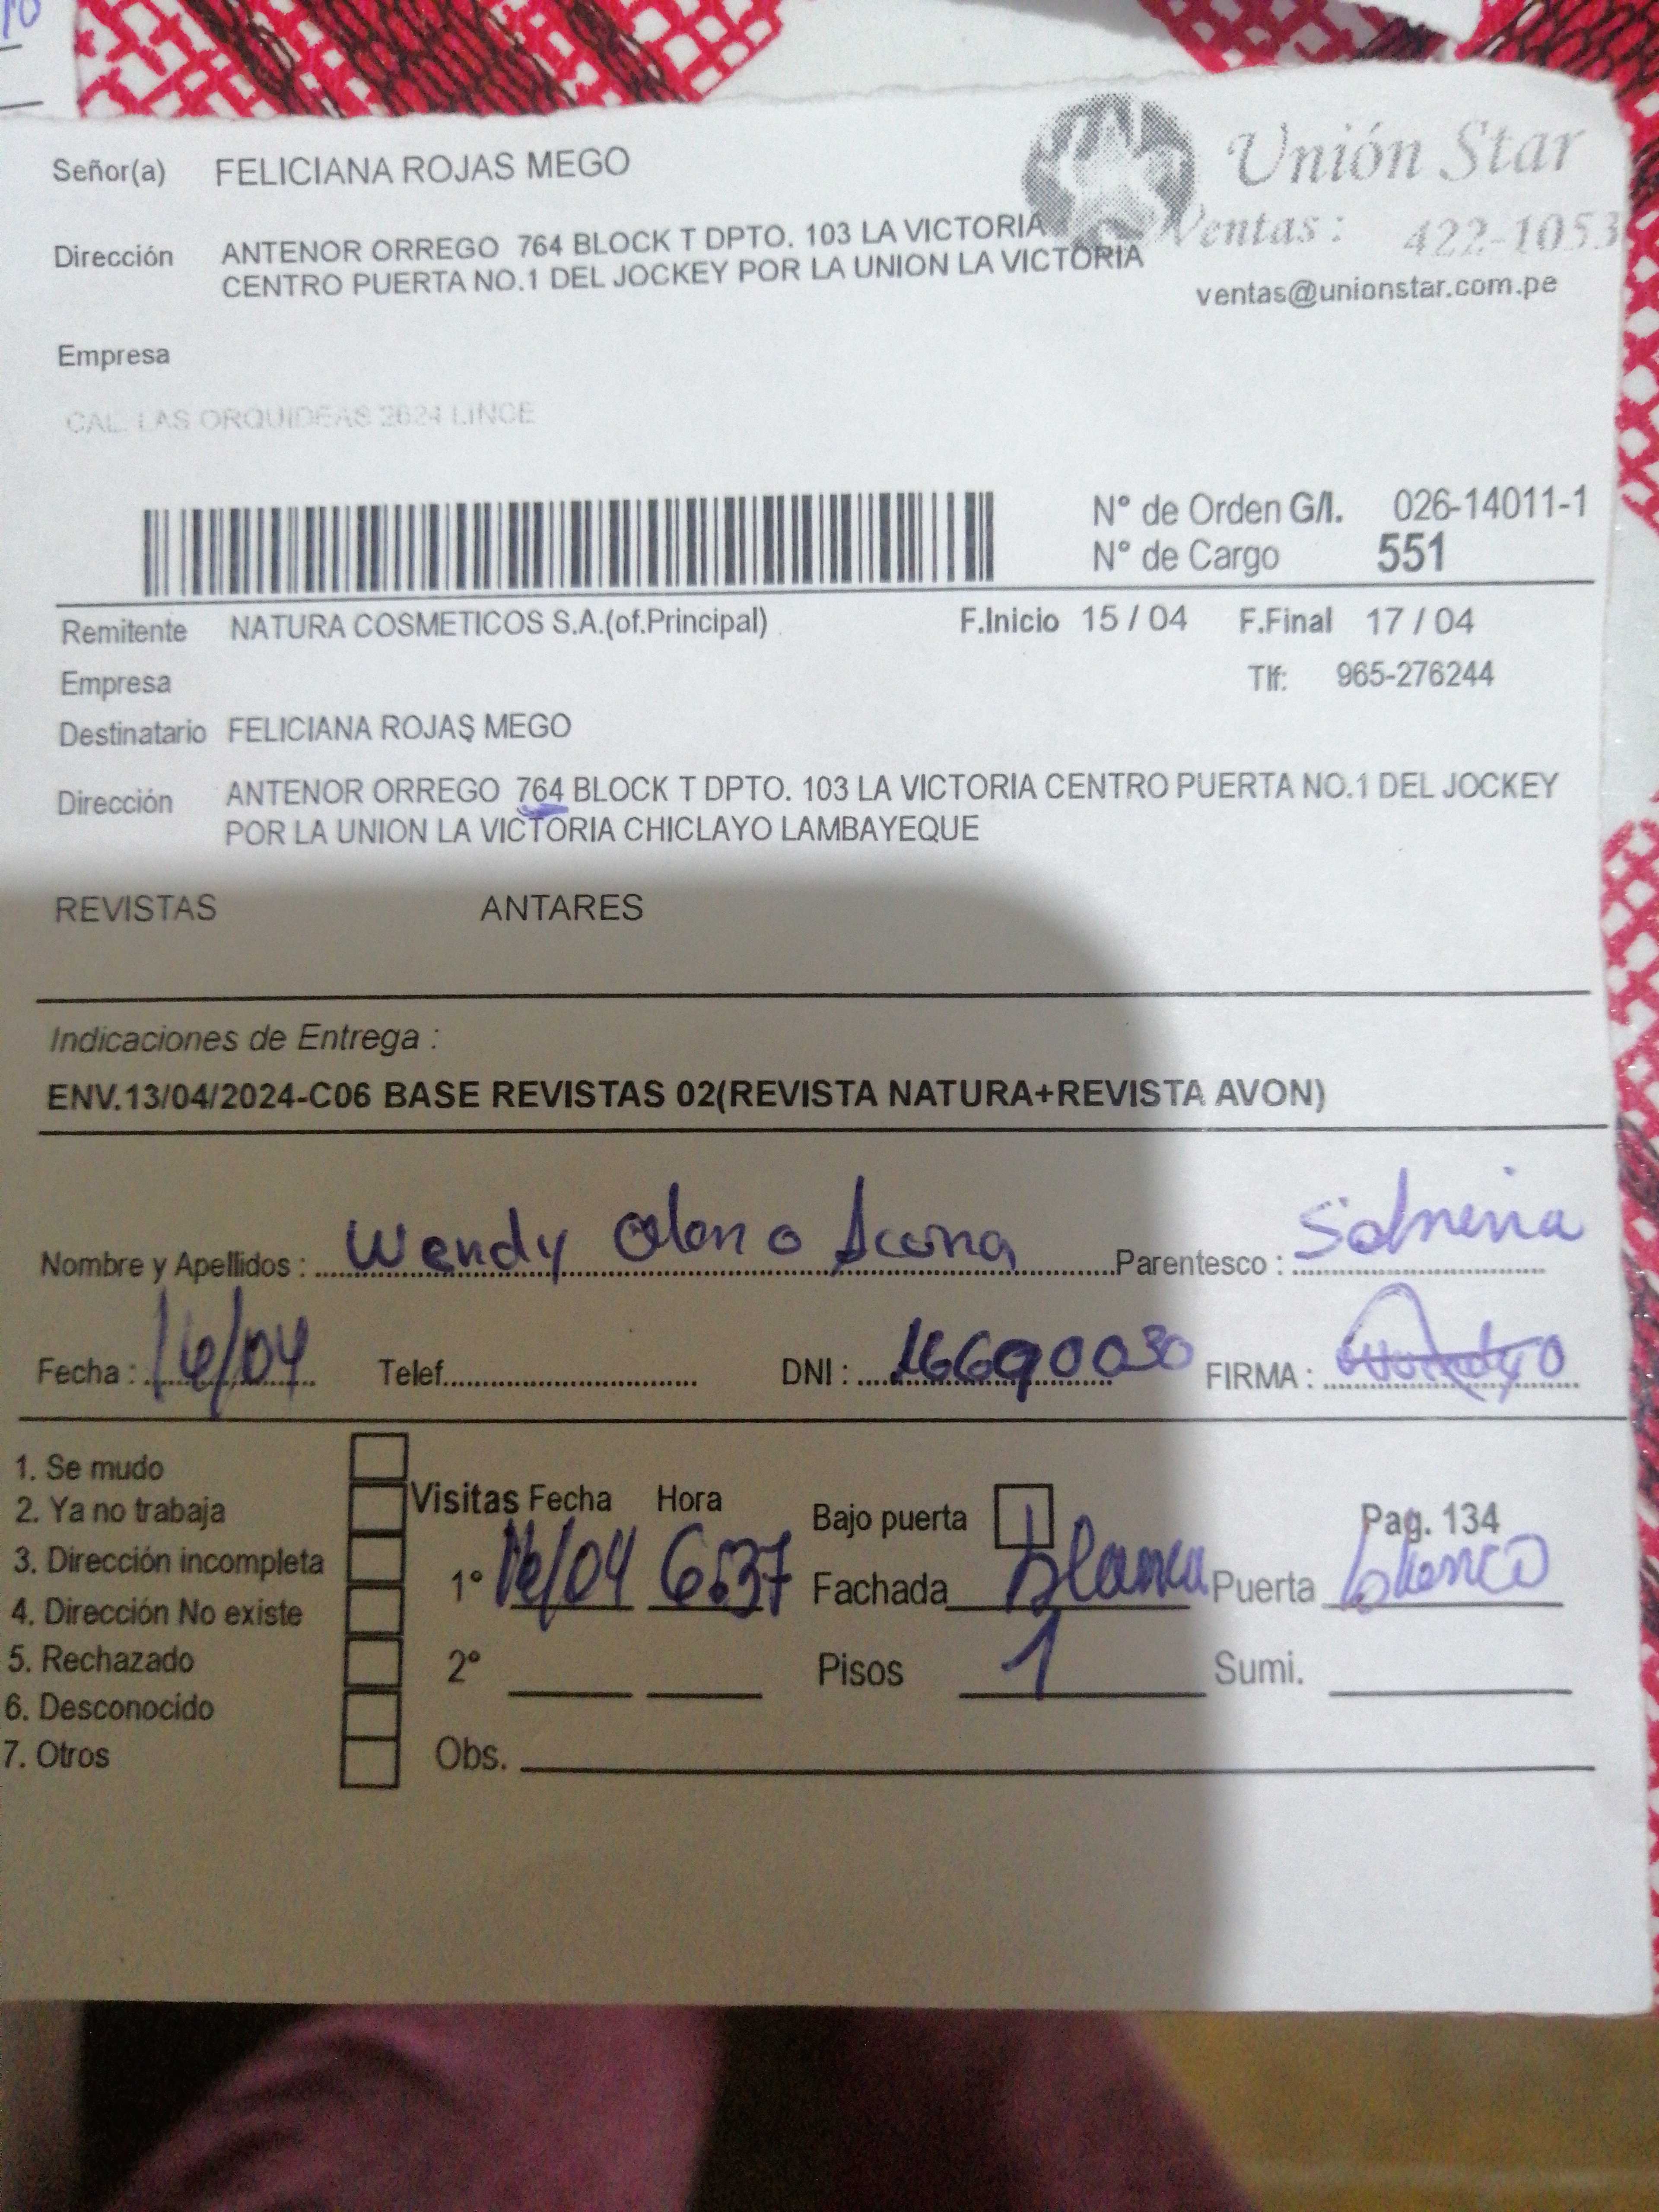 Señor(a) FELICIANA ROJAS MEGO
Unión Star
Dirección ANTENOR ORREGO 764 BLOCK T DPTO. 103 LA VICTORIA
CENTRO PUERTA NO.1 DEL JOCKEY POR LA UNION LA VICTORIA
Ventas: 422-1053
ventas@unionstar.com.pe
Empresa
CAL. LAS ORQUIDEAS 2624 LINCE
N° de Orden G/I. 026-14011-1
N° de Cargo 551
Remitente NATURA COSMETICOS S.A.(of.Principal) F.Inicio 15 / 04 F.Final 17 / 04
Empresa Tlf: 965-276244
Destinatario FELICIANA ROJAS MEGO
Dirección ANTENOR ORREGO 764 BLOCK T DPTO. 103 LA VICTORIA CENTRO PUERTA NO.1 DEL JOCKEY
POR LA UNION LA VICTORIA CHICLAYO LAMBAYEQUE
REVISTAS ANTARES
Indicaciones de Entrega :
ENV.13/04/2024-C06 BASE REVISTAS 02(REVISTA NATURA+REVISTA AVON)
Nombre y Apellidos : Wendy Parentesco :
Fecha : 16/04 Telef. DNI : 16690030 FIRMA :
1. Se mudo
2. Ya no trabaja
3. Dirección incompleta
4. Dirección No existe
5. Rechazado
6. Desconocido
7. Otros
Visitas Fecha Hora Bajo puerta Pag. 134
1° 16/04 6:37 Fachada blanca Puerta blanco
2° Pisos 1 Sumi.
Obs.